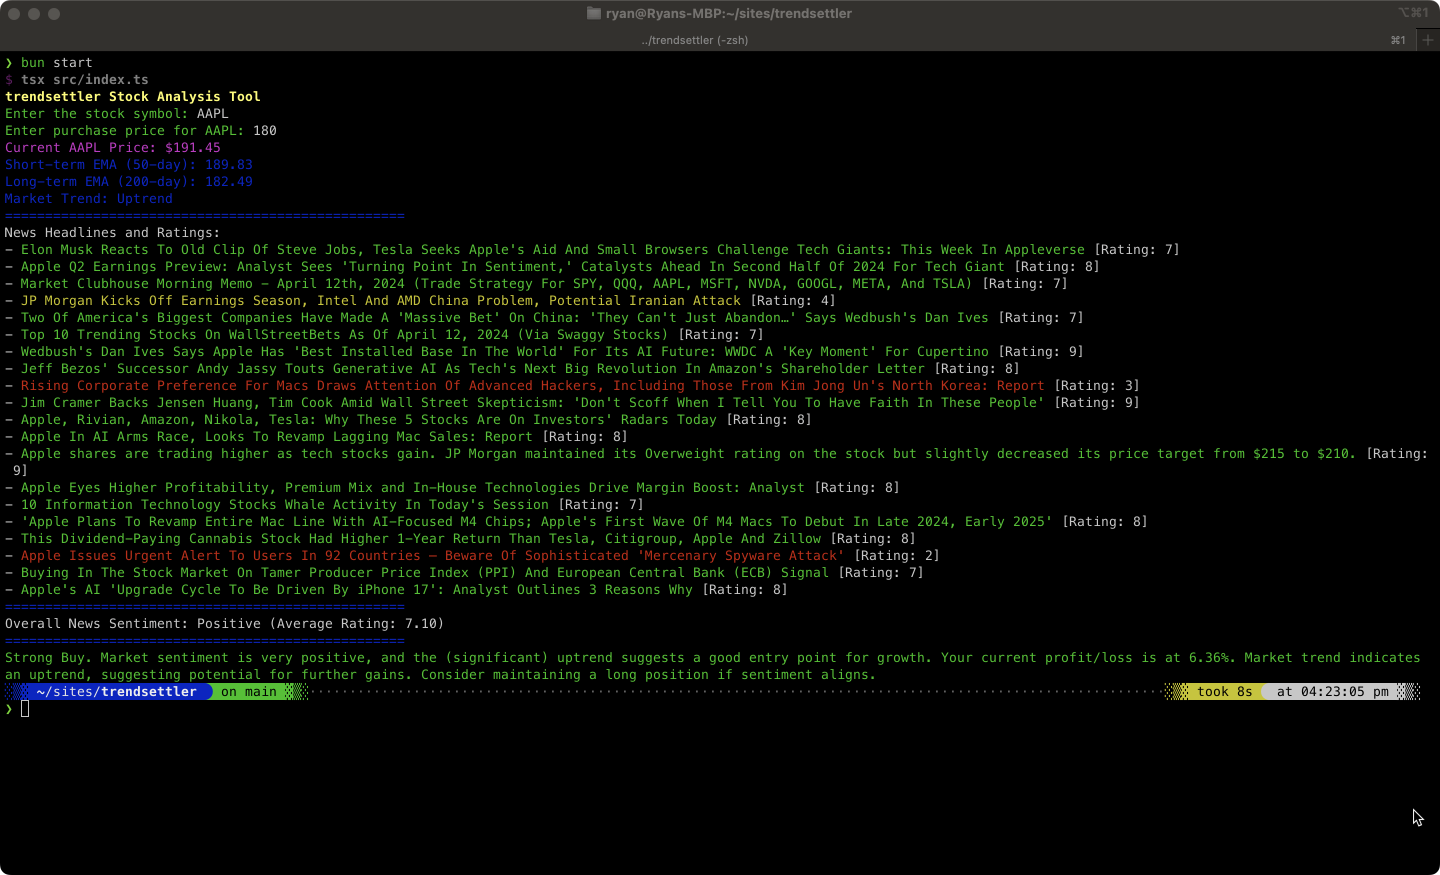 ryan@Ryans-MBP:~/sites/trendsettler
⌥⌘1
../trendsettler (-zsh)
⌘1
+
❯ bun start
$ tsx src/index.ts
trendsettler Stock Analysis Tool
Enter the stock symbol: AAPL
Enter purchase price for AAPL: 180
Current AAPL Price: $191.45
Short-term EMA (50-day): 189.83
Long-term EMA (200-day): 182.49
Market Trend: Uptrend
==================================================
News Headlines and Ratings:
- Elon Musk Reacts To Old Clip Of Steve Jobs, Tesla Seeks Apple's Aid And Small Browsers Challenge Tech Giants: This Week In Appleverse [Rating: 7]
- Apple Q2 Earnings Preview: Analyst Sees 'Turning Point In Sentiment,' Catalysts Ahead In Second Half Of 2024 For Tech Giant [Rating: 8]
- Market Clubhouse Morning Memo - April 12th, 2024 (Trade Strategy For SPY, QQQ, AAPL, MSFT, NVDA, GOOGL, META, And TSLA) [Rating: 7]
- JP Morgan Kicks Off Earnings Season, Intel And AMD China Problem, Potential Iranian Attack [Rating: 4]
- Two Of America's Biggest Companies Have Made A 'Massive Bet' On China: 'They Can't Just Abandon…' Says Wedbush's Dan Ives [Rating: 7]
- Top 10 Trending Stocks On WallStreetBets As Of April 12, 2024 (Via Swaggy Stocks) [Rating: 7]
- Wedbush's Dan Ives Says Apple Has 'Best Installed Base In The World' For Its AI Future: WWDC A 'Key Moment' For Cupertino [Rating: 9]
- Jeff Bezos' Successor Andy Jassy Touts Generative AI As Tech's Next Big Revolution In Amazon's Shareholder Letter [Rating: 8]
- Rising Corporate Preference For Macs Draws Attention Of Advanced Hackers, Including Those From Kim Jong Un's North Korea: Report [Rating: 3]
- Jim Cramer Backs Jensen Huang, Tim Cook Amid Wall Street Skepticism: 'Don't Scoff When I Tell You To Have Faith In These People' [Rating: 9]
- Apple, Rivian, Amazon, Nikola, Tesla: Why These 5 Stocks Are On Investors' Radars Today [Rating: 8]
- Apple In AI Arms Race, Looks To Revamp Lagging Mac Sales: Report [Rating: 8]
- Apple shares are trading higher as tech stocks gain. JP Morgan maintained its Overweight rating on the stock but slightly decreased its price target from $215 to $210. [Rating:
9]
- Apple Eyes Higher Profitability, Premium Mix and In-House Technologies Drive Margin Boost: Analyst [Rating: 8]
- 10 Information Technology Stocks Whale Activity In Today's Session [Rating: 7]
- 'Apple Plans To Revamp Entire Mac Line With AI-Focused M4 Chips; Apple's First Wave Of M4 Macs To Debut In Late 2024, Early 2025' [Rating: 8]
- This Dividend-Paying Cannabis Stock Had Higher 1-Year Return Than Tesla, Citigroup, Apple And Zillow [Rating: 8]
- Apple Issues Urgent Alert To Users In 92 Countries — Beware Of Sophisticated 'Mercenary Spyware Attack' [Rating: 2]
- Buying In The Stock Market On Tamer Producer Price Index (PPI) And European Central Bank (ECB) Signal [Rating: 7]
- Apple's AI 'Upgrade Cycle To Be Driven By iPhone 17': Analyst Outlines 3 Reasons Why [Rating: 8]
==================================================
Overall News Sentiment: Positive (Average Rating: 7.10)
==================================================
Strong Buy. Market sentiment is very positive, and the (significant) uptrend suggests a good entry point for growth. Your current profit/loss is at 6.36%. Market trend indicates
an uptrend, suggesting potential for further gains. Consider maintaining a long position if sentiment aligns.
~/sites/trendsettler on main took 8s at 04:23:05 pm
❯